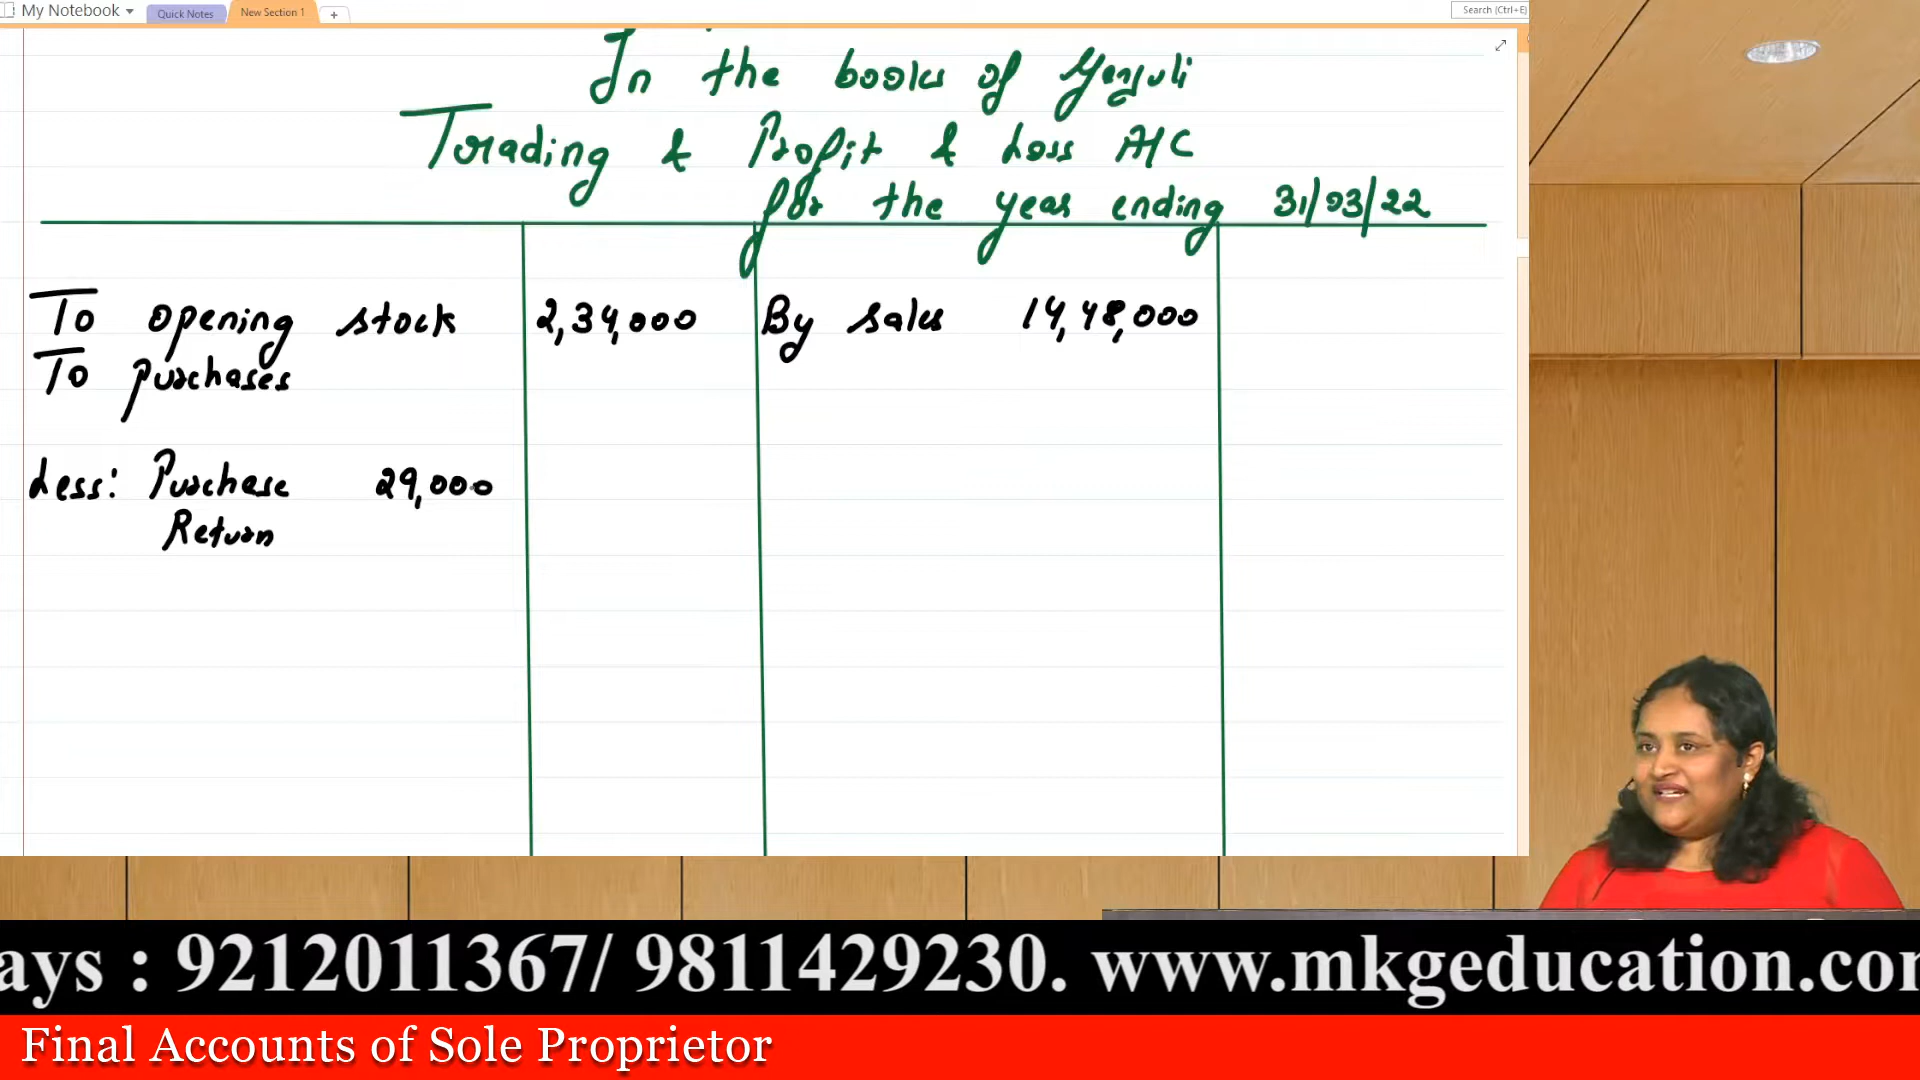 My Notebook
Quick Notes
New Section 1
+
Search (Ctrl+E)
In the books of
Trading & Profit & Loss A/C
for the year ending 31/03/22
To opening stock 2,34,000 By sales 14,48,000
To purchases
Less: Purchase 29,000
Return
ays : 9212011367/ 9811429230. www.mkgeducation.con
Final Accounts of Sole Proprietor